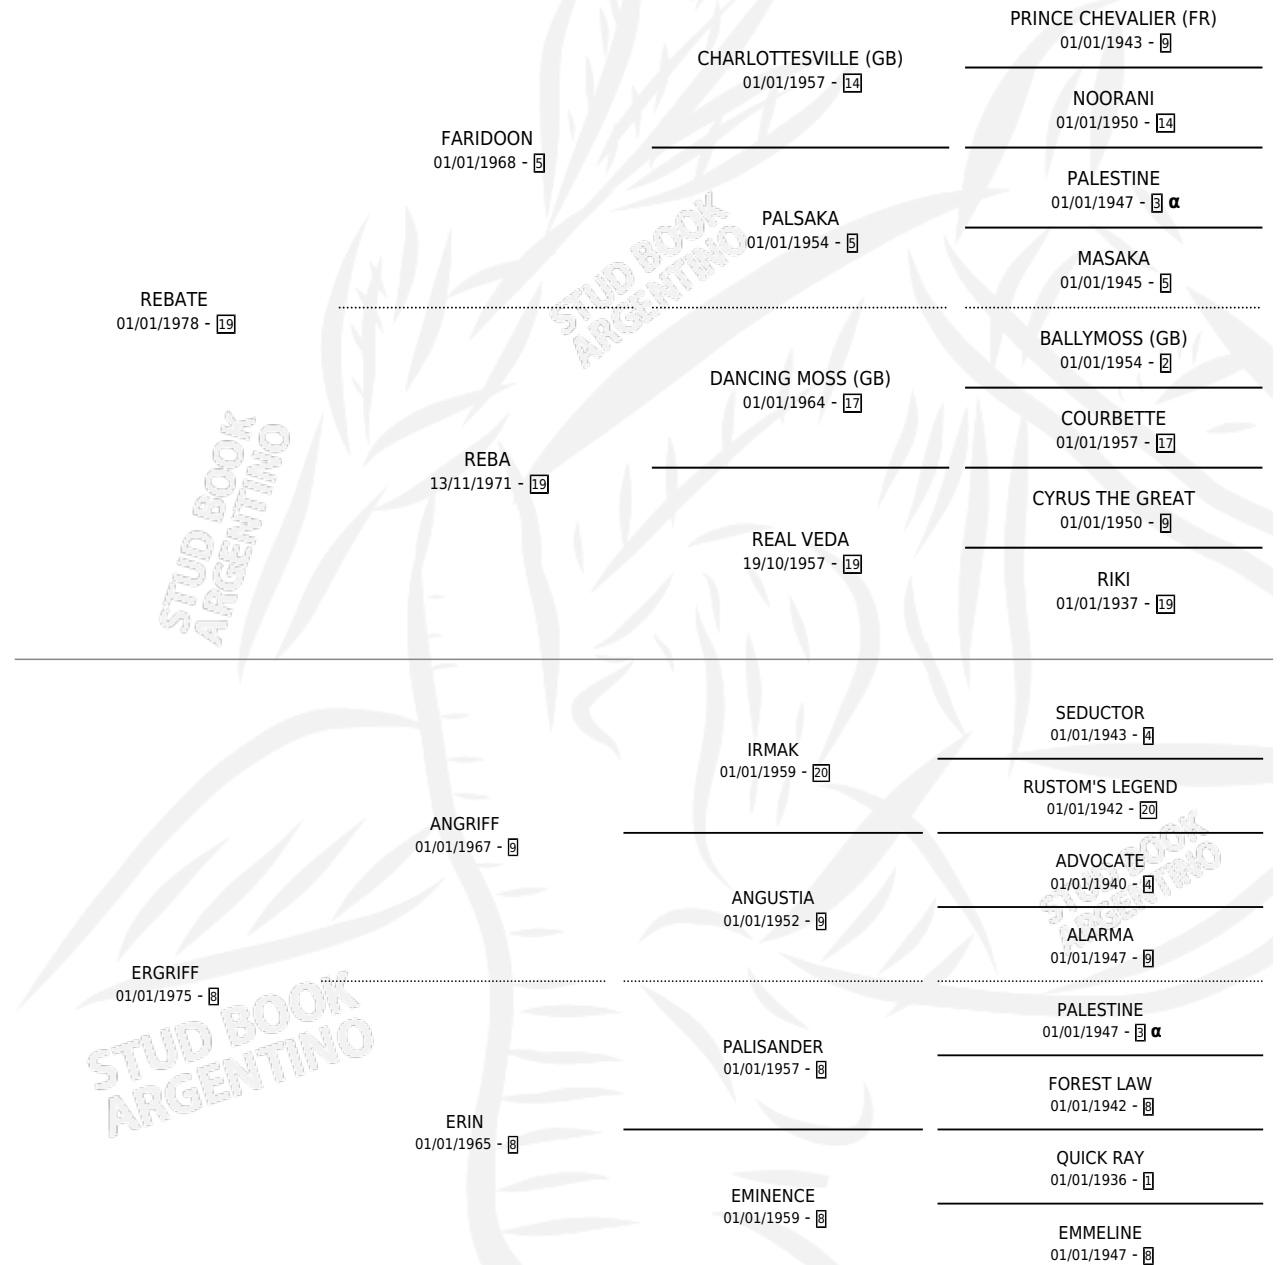 PRINCE CHEVALIER (FR)
01/01/1943 - 9
CHARLOTTESVILLE (GB)
01/01/1957 - 14
NOORANI
01/01/1950 - 14
FARIDOON
01/01/1968 - 5
PALESTINE
01/01/1947 - 3 α
PALSAKA
01/01/1954 - 5
MASAKA
01/01/1945 - 5
REBATE
01/01/1978 - 19
BALLYMOSS (GB)
01/01/1954 - 2
DANCING MOSS (GB)
01/01/1964 - 17
COURBETTE
01/01/1957 - 17
REBA
13/11/1971 - 19
CYRUS THE GREAT
01/01/1950 - 9
REAL VEDA
19/10/1957 - 19
RIKI
01/01/1937 - 19
STUD BOOK
ARGENTINO
STUD BOOK
ARGENTINO
SEDUCTOR
01/01/1943 - 4
IRMAK
01/01/1959 - 20
RUSTOM'S LEGEND
01/01/1942 - 20
ANGRIFF
01/01/1967 - 9
ADVOCATE
01/01/1940 - 4
ANGUSTIA
01/01/1952 - 9
ALARMA
01/01/1947 - 9
ERGRIFF
01/01/1975 - 8
PALESTINE
01/01/1947 - 3 α
PALISANDER
01/01/1957 - 8
FOREST LAW
01/01/1942 - 8
ERIN
01/01/1965 - 8
QUICK RAY
01/01/1936 - 1
EMINENCE
01/01/1959 - 8
EMMELINE
01/01/1947 - 8
STUD BOOK
ARGENTINO
STUD BOOK
ARGENTINO